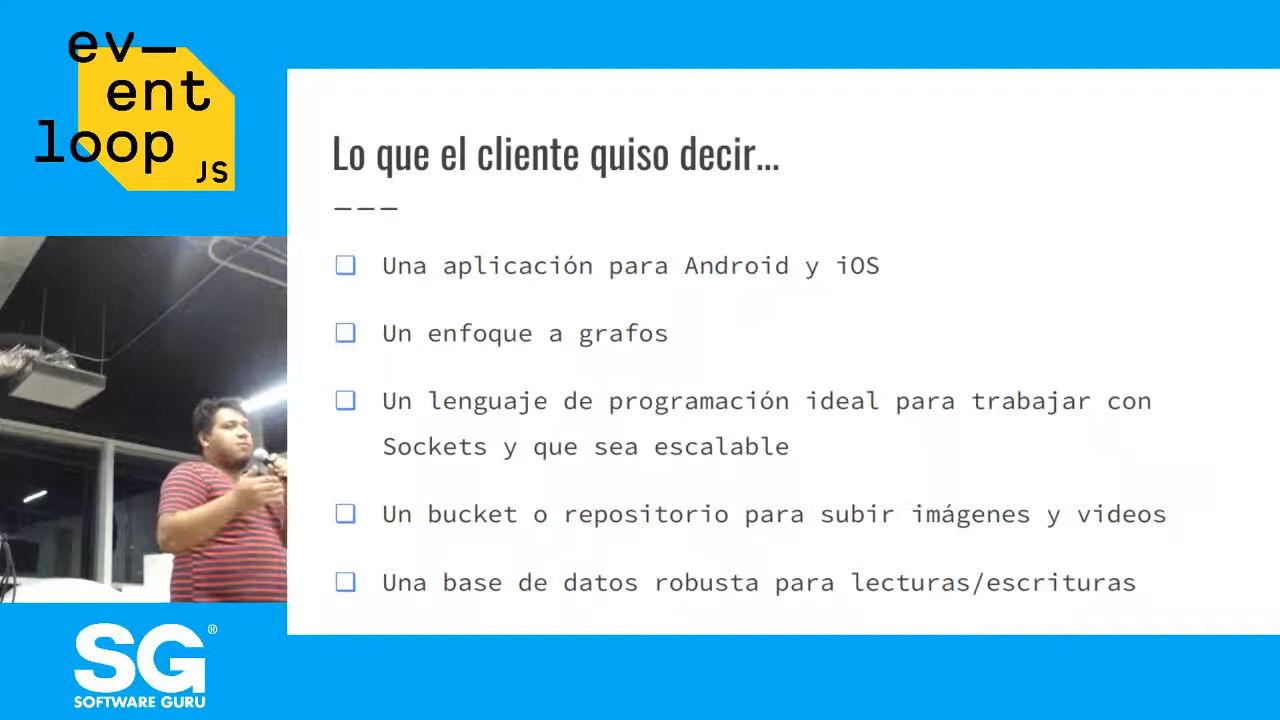 ev—
ent
loop
JS
Lo que el cliente quiso decir...
Una aplicación para Android y iOS
Un enfoque a grafos
Un lenguaje de programación ideal para trabajar con
Sockets y que sea escalable
Un bucket o repositorio para subir imágenes y videos
Una base de datos robusta para lecturas/escrituras
SG®
SOFTWARE GURU